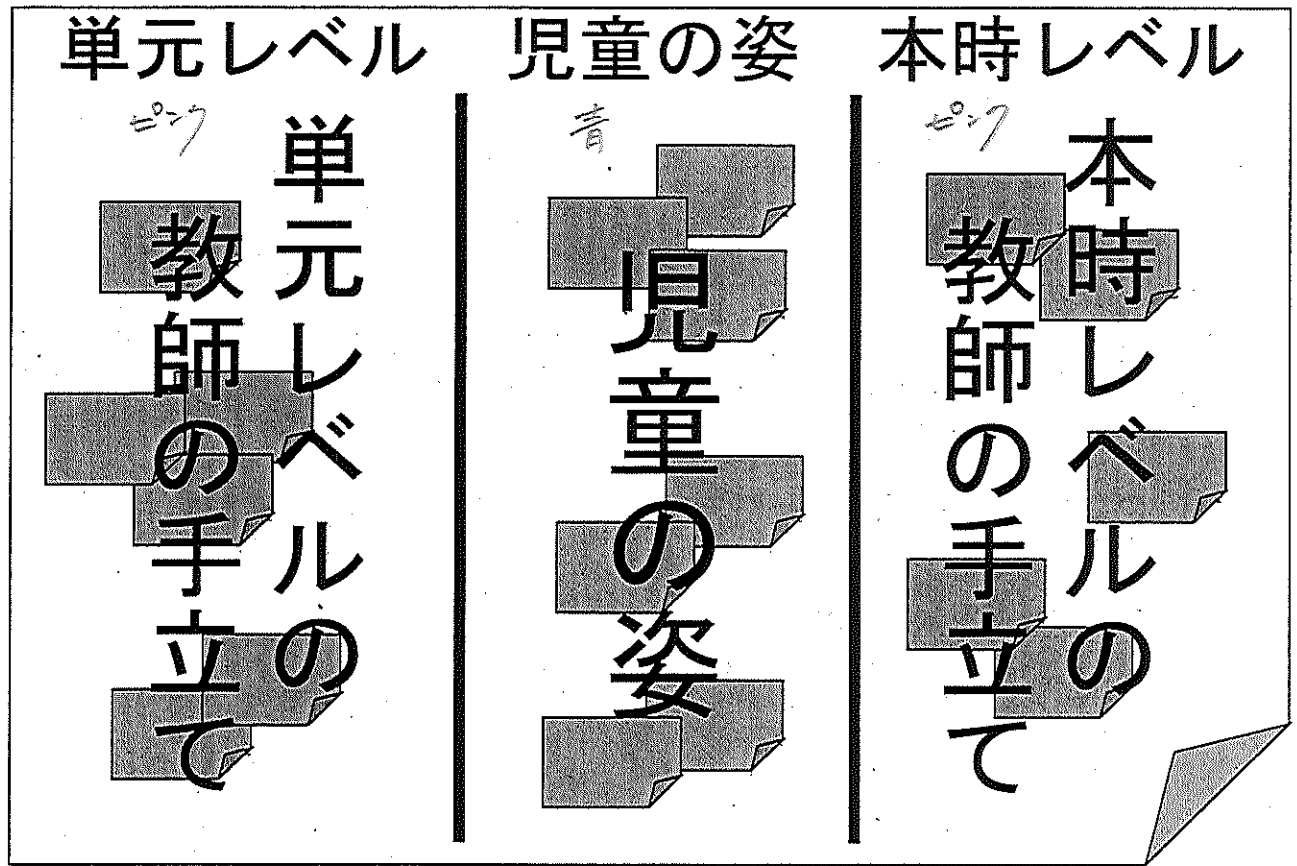 単元レベル
児童の姿
本時レベル
ピンク
青
ピンク
単元レベルの
教師の手立て
児童の姿
本時レベルの
教師の手立て